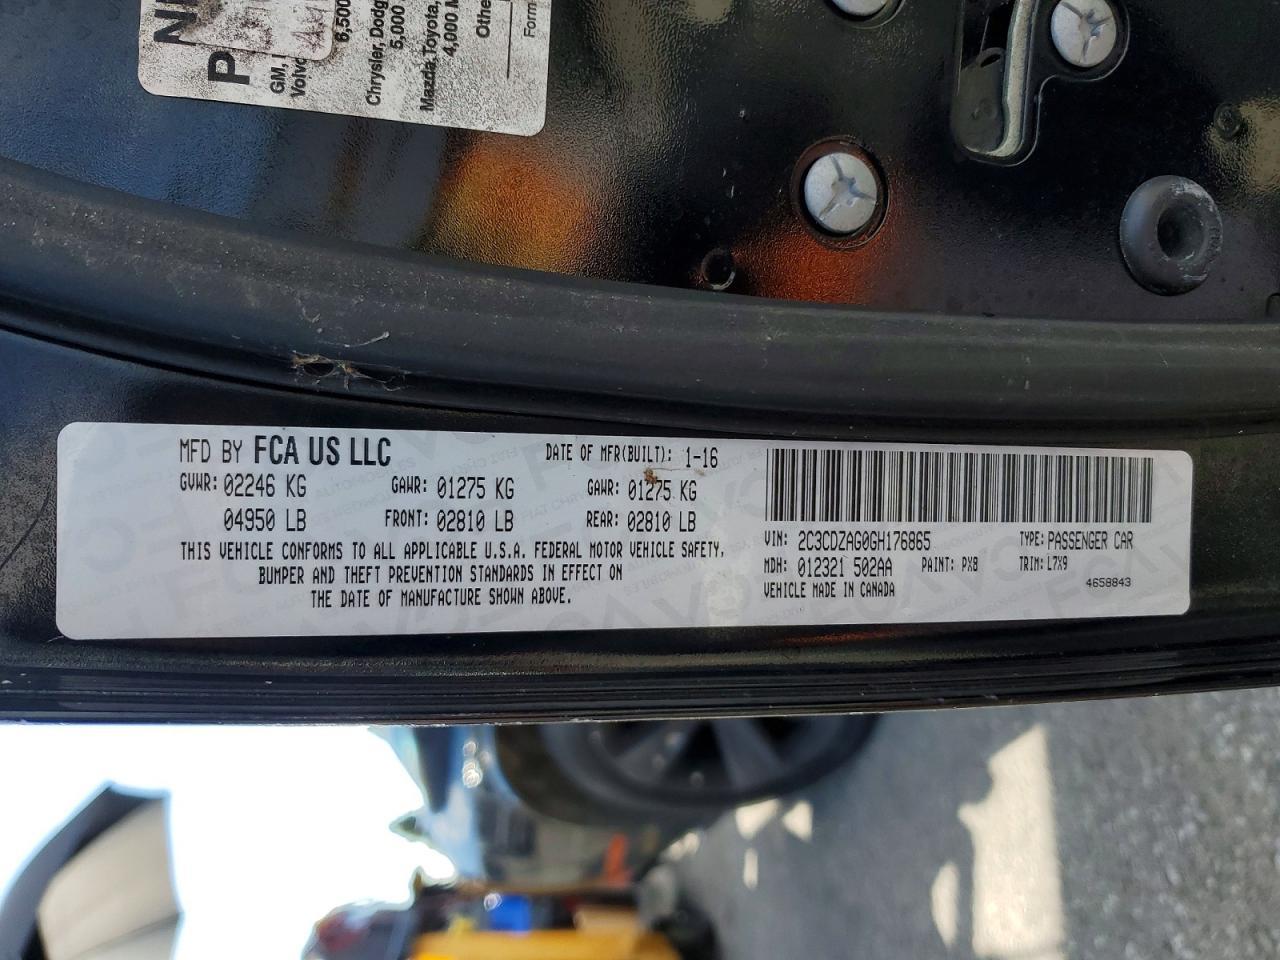 P
GM,
Volvo
6,500
Chrysler, Dodg
5,000
Mazda, Toyota,
4,000 M
Othe
Form
MFD BY FCA US LLC
DATE OF MFR(BUILT): 1-16
GVWR: 02246 KG GAWR: 01275 KG GAWR: 01275 KG
04950 LB FRONT: 02810 LB REAR: 02810 LB
THIS VEHICLE CONFORMS TO ALL APPLICABLE U.S.A. FEDERAL MOTOR VEHICLE SAFETY,
BUMPER AND THEFT PREVENTION STANDARDS IN EFFECT ON
THE DATE OF MANUFACTURE SHOWN ABOVE.
VIN: 2C3CDZAG0GH176865 TYPE: PASSENGER CAR
MDH: 012321 502AA PAINT: PX8 TRIM: L7X9
VEHICLE MADE IN CANADA 4658843